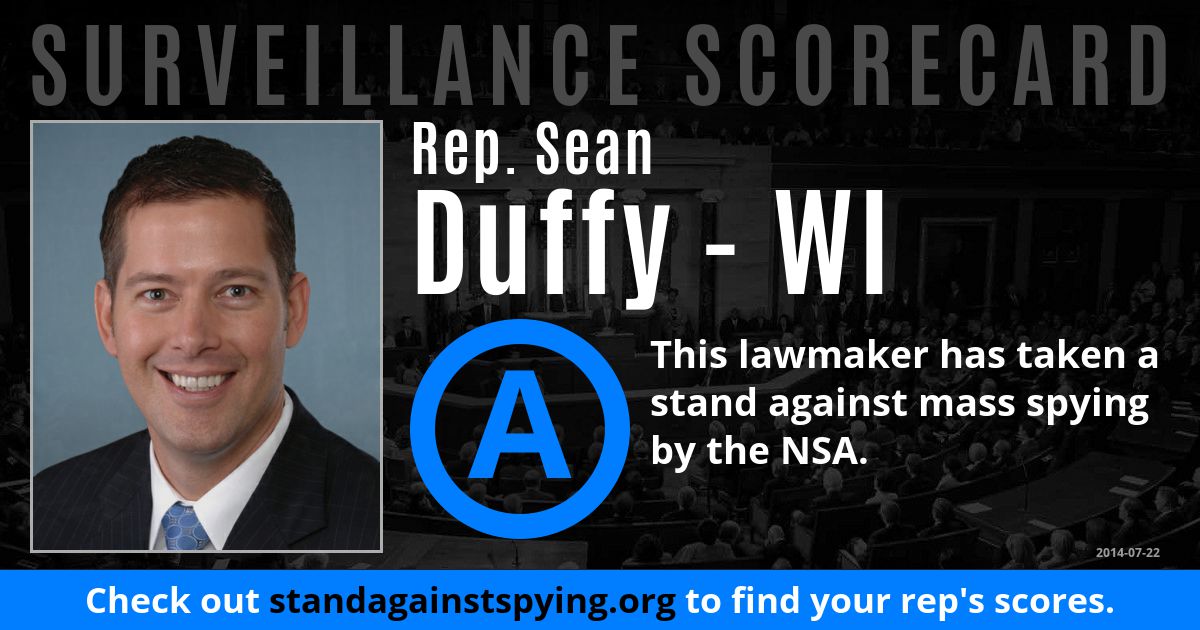 SURVEILLANCE SCORECARD
Rep. Sean
Duffy - WI
A
This lawmaker has taken a
stand against mass spying
by the NSA.
2014-07-22
Check out standagainstspying.org to find your rep's scores.